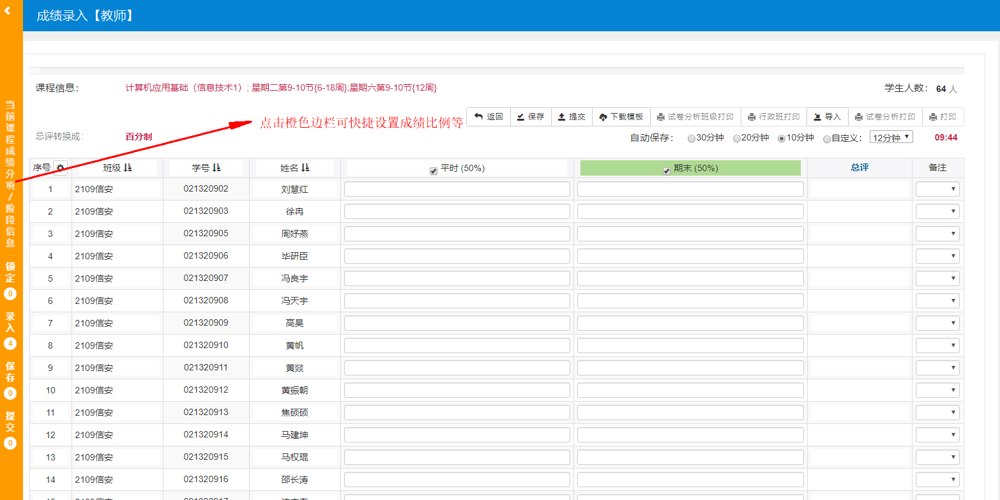 成绩录入【教师】
课程信息: 计算机应用基础（信息技术1）; 星期二第9-10节{6-18周};星期六第9-10节{12周} 学生人数: 64 人
点击橙色边栏可快捷设置成绩比例等
返回 保存 提交 下载模板 试卷分析班级打印 行政班打印 导入 试卷分析打印 打印
总评转换成: 百分制
自动保存: 30分钟 20分钟 10分钟 自定义: 12分钟 09:44
当前课程成绩分项/阶段信息
锁定 0
录入 4
保存 0
提交 0
序号 班级 学号 姓名 平时 (50%) 期末 (50%) 总评 备注
1 2109信安 021320902 刘慧红
2 2109信安 021320903 徐冉
3 2109信安 021320905 周妤燕
4 2109信安 021320906 毕研臣
5 2109信安 021320907 冯良宇
6 2109信安 021320908 冯天宇
7 2109信安 021320909 高昊
8 2109信安 021320910 黄帆
9 2109信安 021320911 黄燚
10 2109信安 021320912 黄振朝
11 2109信安 021320913 焦硕硕
12 2109信安 021320914 马建坤
13 2109信安 021320915 马权琨
14 2109信安 021320916 邵长涛